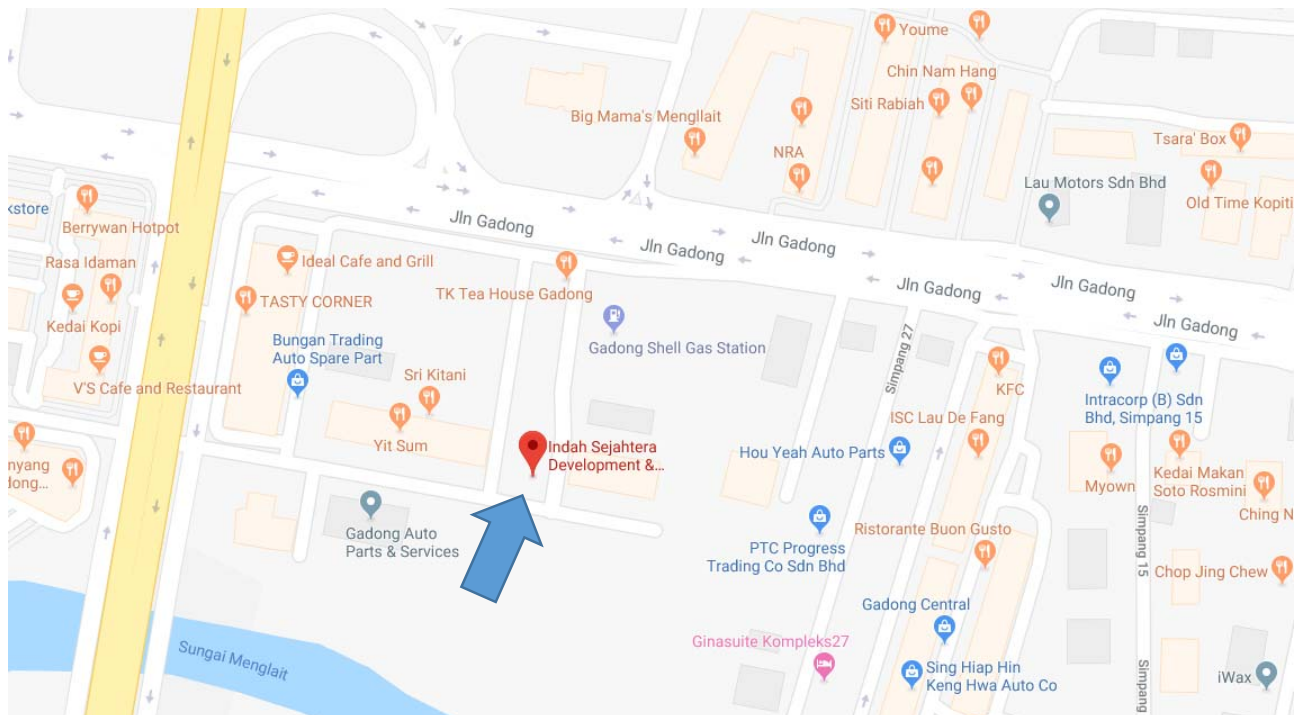 Youme
Chin Nam Hang
Siti Rabiah
Big Mama's Mengllait
NRA
Tsara' Box
Lau Motors Sdn Bhd
Old Time Kopiti
kstore
Berrywan Hotpot
Jln Gadong
Jln Gadong
Jln Gadong
Jln Gadong
Jln Gadong
Jln Gadong
Rasa Idaman
Ideal Cafe and Grill
TASTY CORNER
TK Tea House Gadong
Kedai Kopi
Bungan Trading
Auto Spare Part
Gadong Shell Gas Station
Simpang 27
V'S Cafe and Restaurant
Sri Kitani
KFC
Intracorp (B) Sdn
Bhd, Simpang 15
ISC Lau De Fang
Yit Sum
Indah Sejahtera
Development &...
Hou Yeah Auto Parts
nyang
dong...
Myown
Kedai Makan
Soto Rosmini
Ching N
Gadong Auto
Parts & Services
PTC Progress
Trading Co Sdn Bhd
Ristorante Buon Gusto
Simpang 15
Chop Jing Chew
Gadong Central
Sungai Menglait
Ginasuite Kompleks27
Sing Hiap Hin
Keng Hwa Auto Co
Simpang
iWax